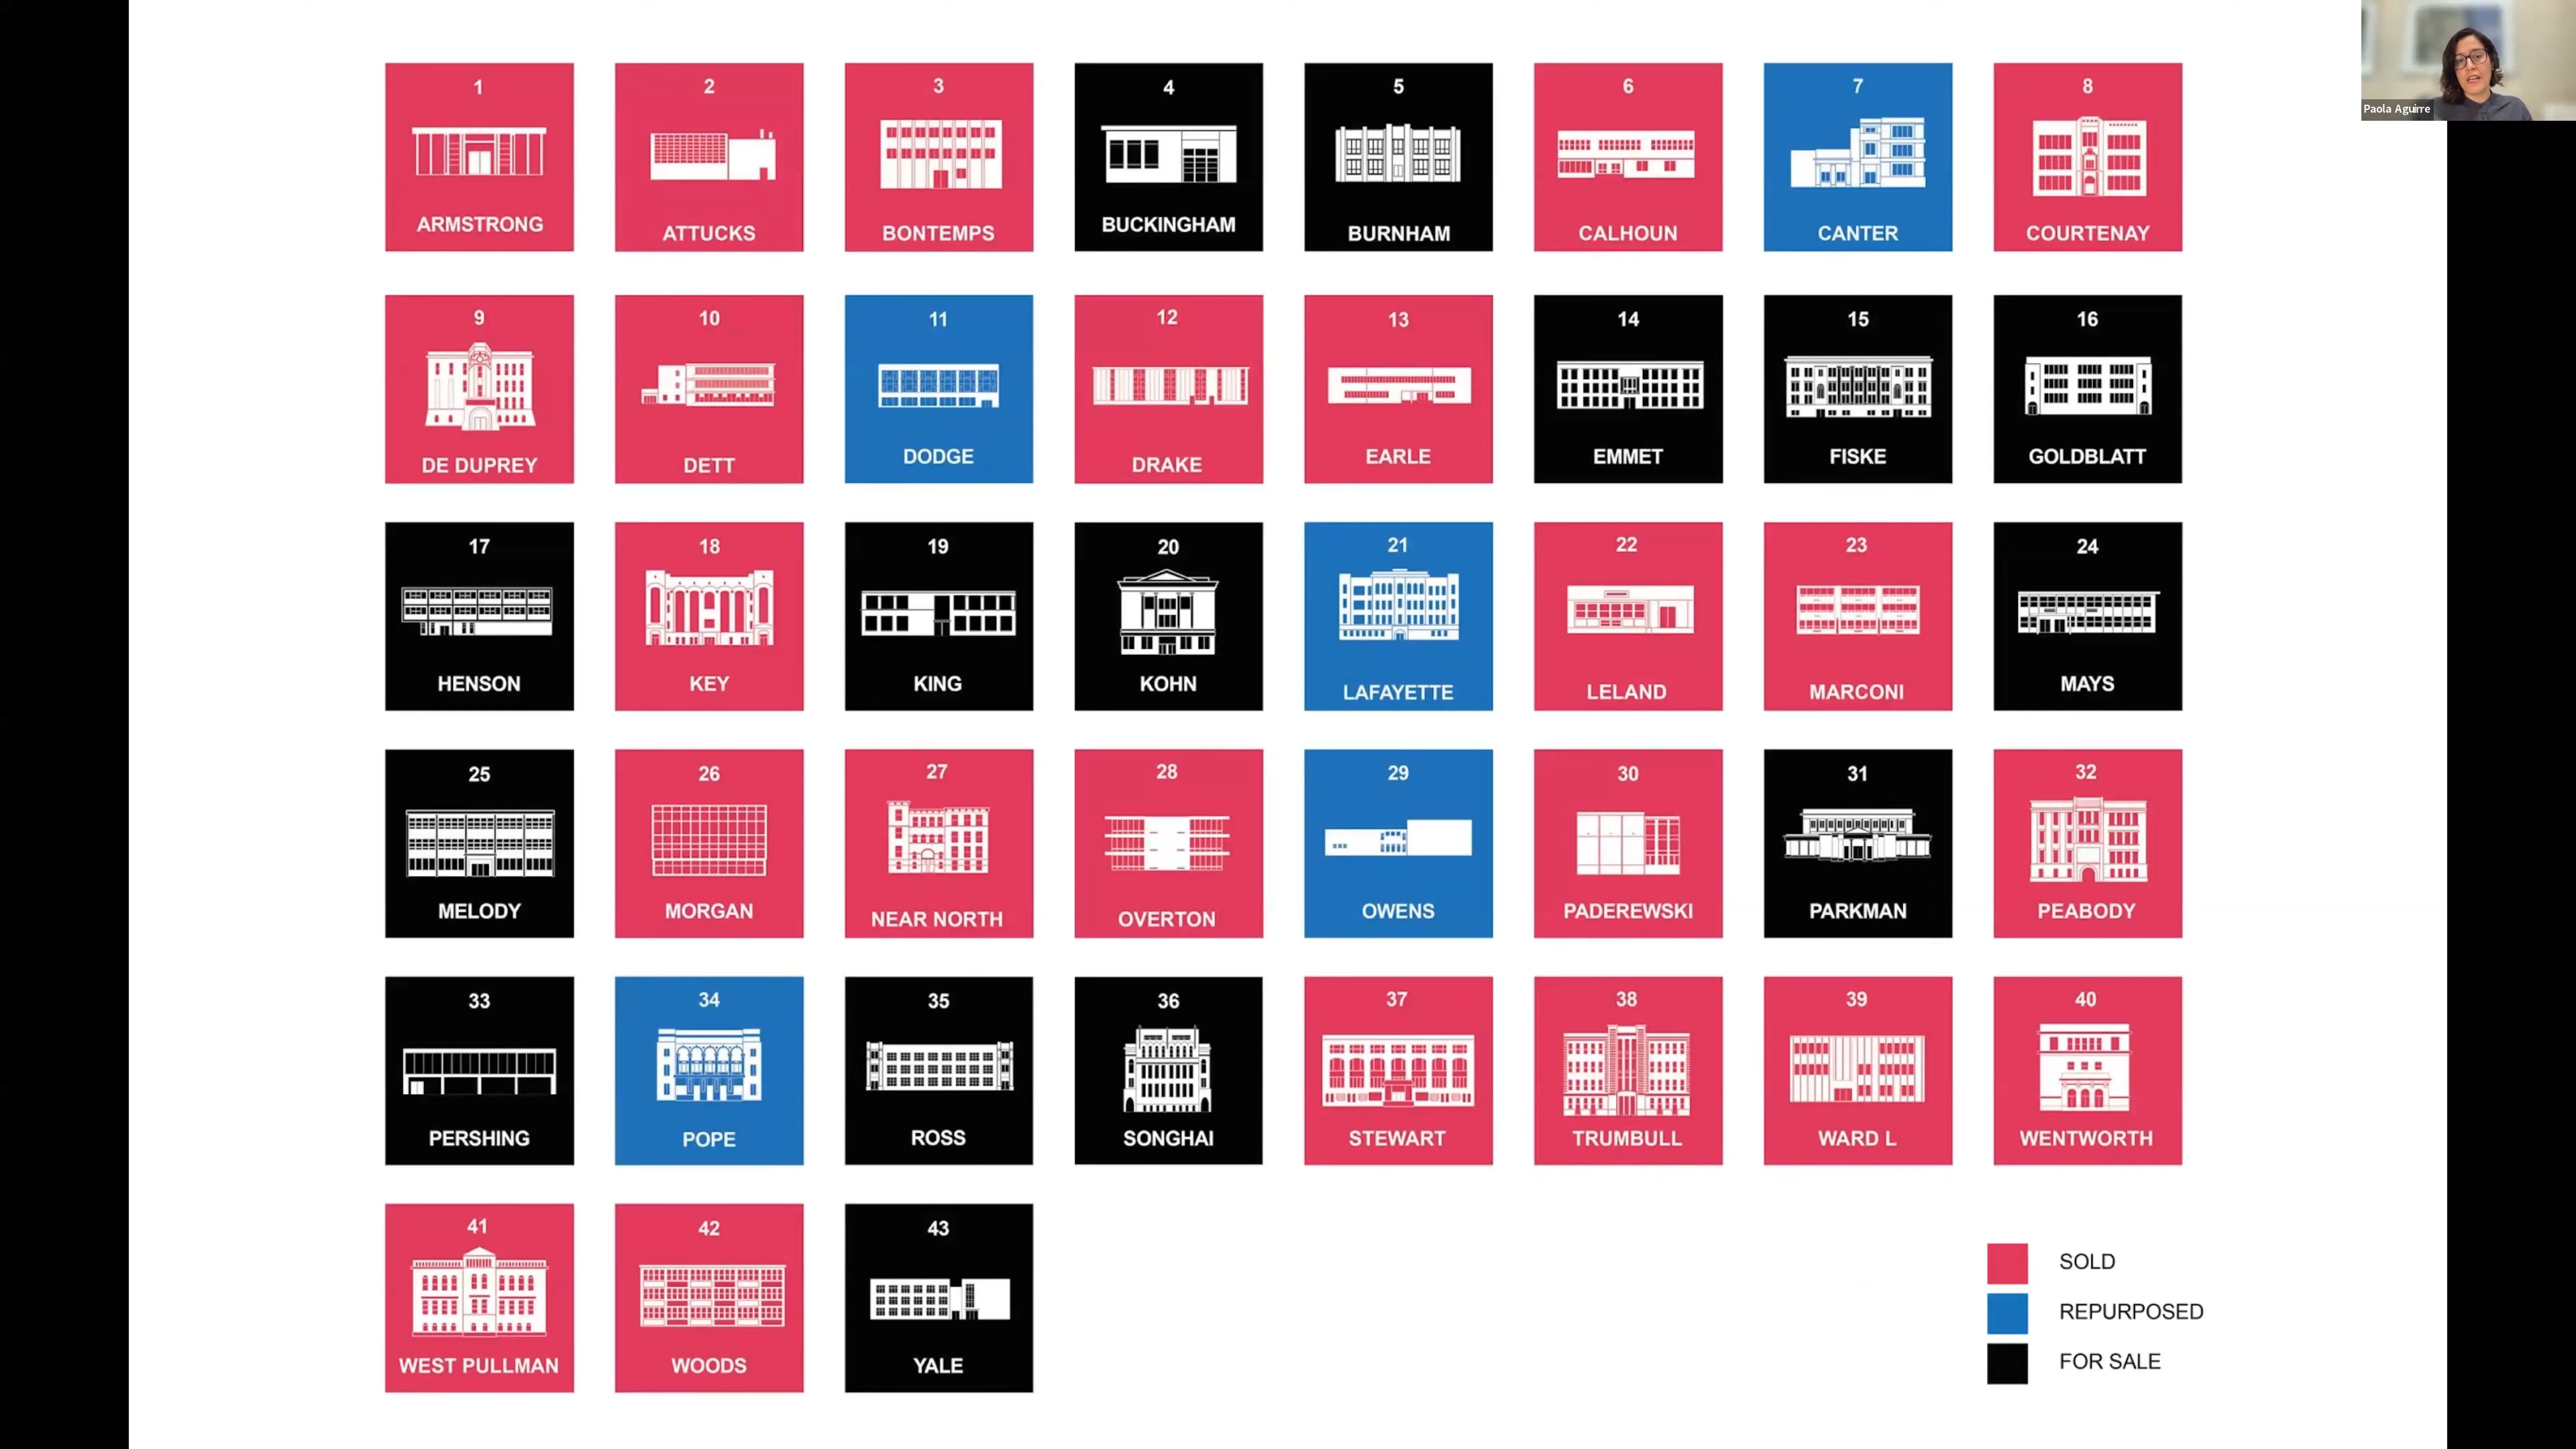 Paola Aguirre
1
ARMSTRONG
2
ATTUCKS
3
BONTEMPS
4
BUCKINGHAM
5
BURNHAM
6
CALHOUN
7
CANTER
8
COURTENAY
9
DE DUPREY
10
DETT
11
DODGE
12
DRAKE
13
EARLE
14
EMMET
15
FISKE
16
GOLDBLATT
17
HENSON
18
KEY
19
KING
20
KOHN
21
LAFAYETTE
22
LELAND
23
MARCONI
24
MAYS
25
MELODY
26
MORGAN
27
NEAR NORTH
28
OVERTON
29
OWENS
30
PADEREWSKI
31
PARKMAN
32
PEABODY
33
PERSHING
34
POPE
35
ROSS
36
SONGHAI
37
STEWART
38
TRUMBULL
39
WARD L
40
WENTWORTH
41
WEST PULLMAN
42
WOODS
43
YALE
SOLD
REPURPOSED
FOR SALE